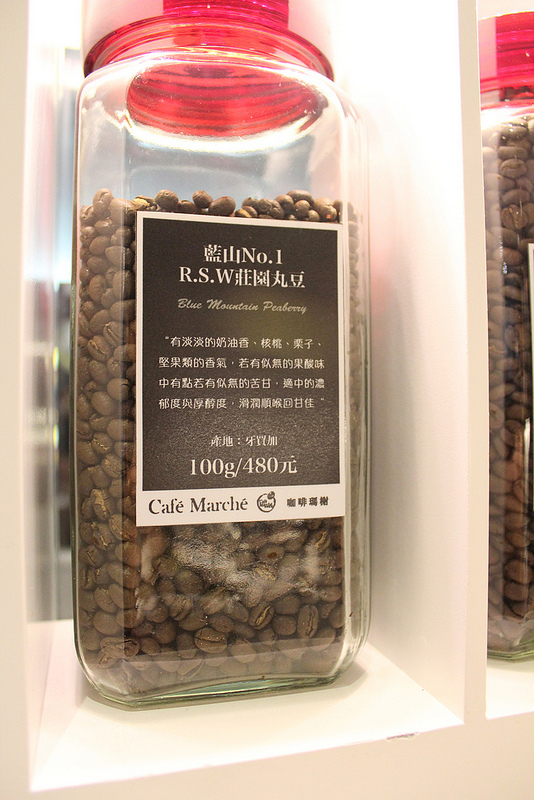 藍山No.1
R.S.W莊園丸豆
Blue Mountain Peaberry
"有淡淡的奶油香、核桃、栗子、
堅果類的香氣，若有似無的果酸味
中有點若有似無的苦甘，適中的濃
郁度與厚醇度，滑潤順喉回甘佳"
產地：牙買加
100g/480元
Café Marché 咖啡瑪榭